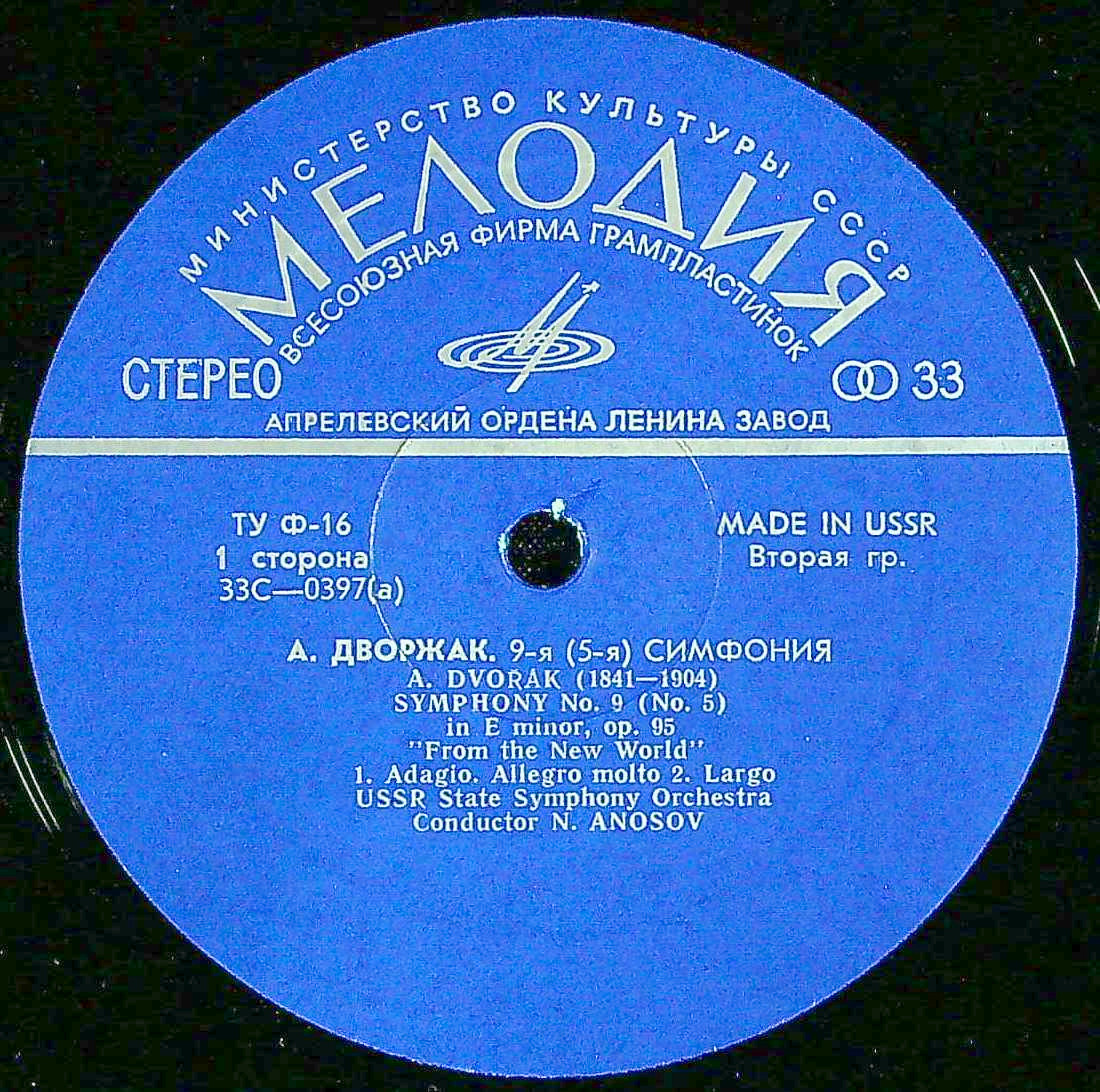 МИНИСТЕРСТВО КУЛЬТУРЫ СССР
МЕЛОДИЯ
ВСЕСОЮЗНАЯ ФИРМА ГРАМПЛАСТИНОК
СТЕРЕО
33
АПРЕЛЕВСКИЙ ОРДЕНА ЛЕНИНА ЗАВОД
ТУ Ф-16
1 сторона
33С—0397(а)
MADE IN USSR
Вторая гр.
А. ДВОРЖАК. 9-я (5-я) СИМФОНИЯ
A. DVOŘAK (1841—1904)
SYMPHONY No. 9 (No. 5)
in E minor, op. 95
"From the New World"
1. Adagio. Allegro molto 2. Largo
USSR State Symphony Orchestra
Conductor N. ANOSOV